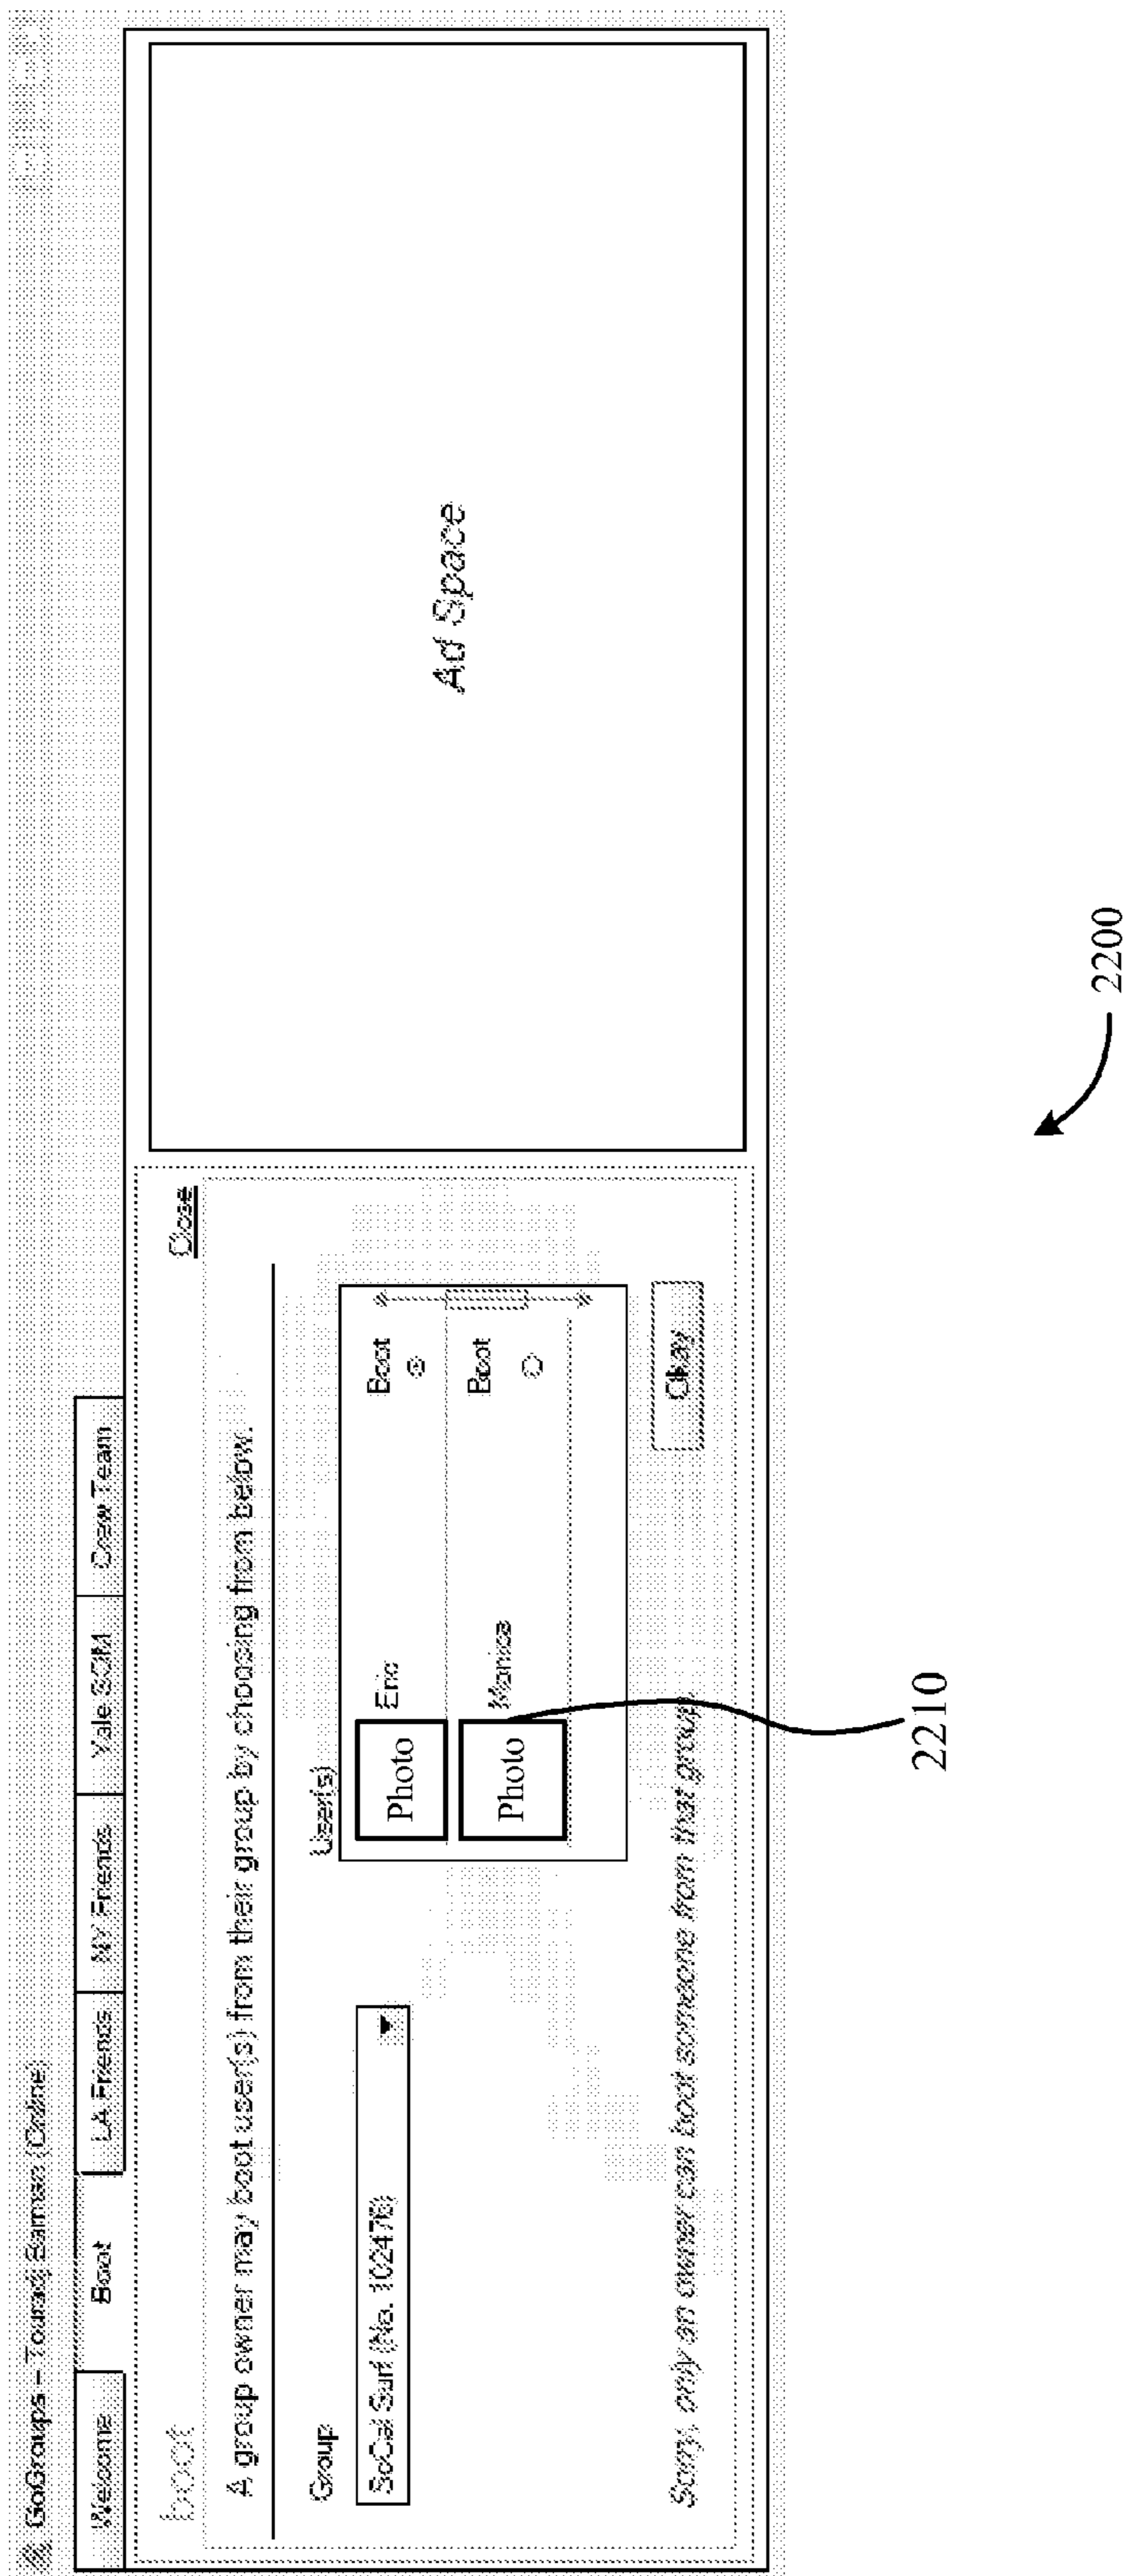 GoGroups – Touradj Barman (Online)
Welcome Boot LA Friends NY Friends Yale SOM Crew Team
boot Close
A group owner may boot user(s) from their group by choosing from below.
Group User(s)
SoCal Surf (No. 102476)
Photo Eric Boot
Photo Monica Boot
Okay
Sorry, only an owner can boot someone from that group.
Ad Space
2210
2200